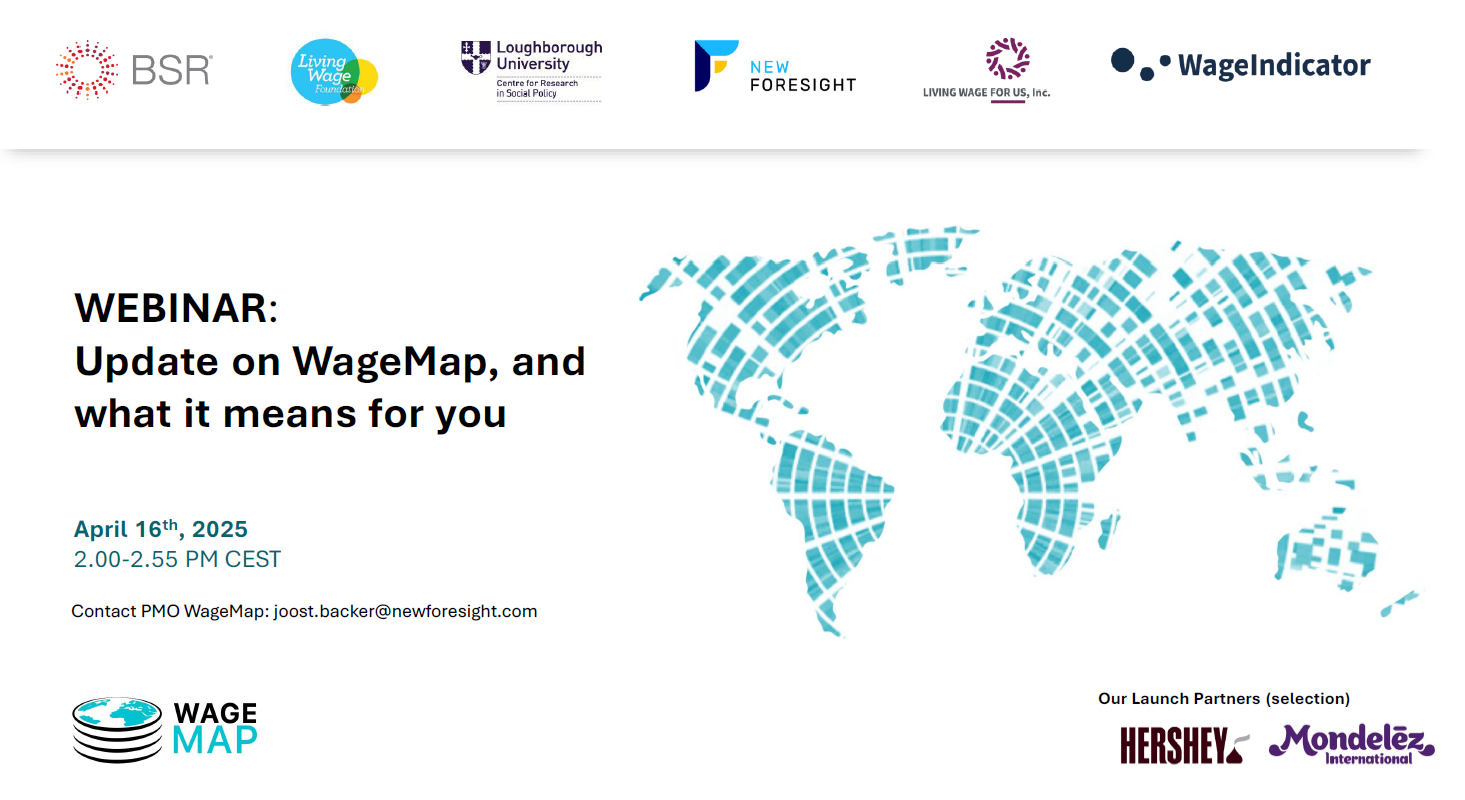 BSR®
Living
Wage
Foundation
Loughborough
University
Centre for Research
in Social Policy
NEW
FORESIGHT
LIVING WAGE FOR US, Inc.
WageIndicator
WEBINAR:
Update on WageMap, and
what it means for you
April 16th, 2025
2.00-2.55 PM CEST
Contact PMO WageMap: joost.backer@newforesight.com
WAGE
MAP
Our Launch Partners (selection)
HERSHEY
Mondelēz
International